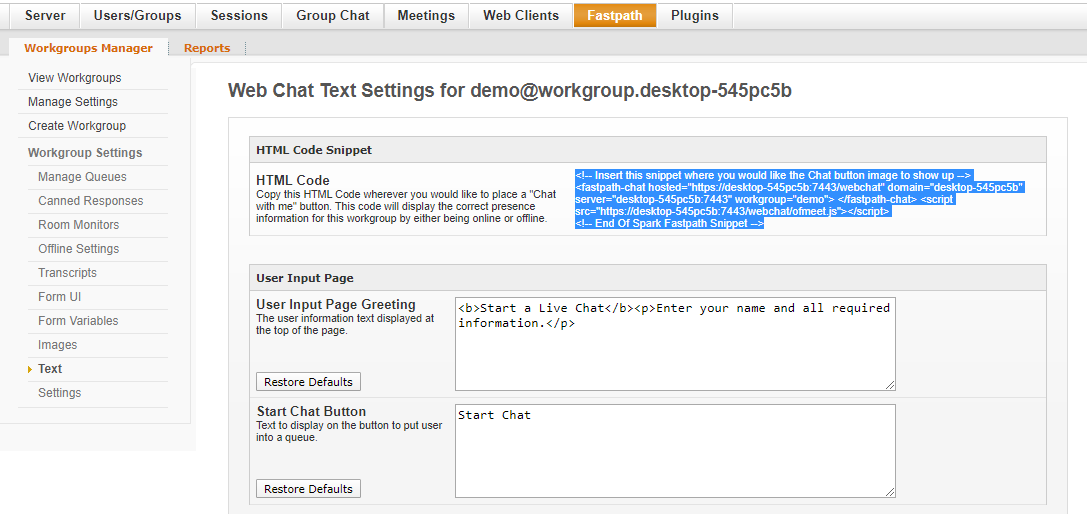 Server Users/Groups Sessions Group Chat Meetings Web Clients Fastpath Plugins
Workgroups Manager Reports
View Workgroups
Manage Settings
Create Workgroup
Workgroup Settings
Manage Queues
Canned Responses
Room Monitors
Offline Settings
Transcripts
Form UI
Form Variables
Images
Text
Settings
Web Chat Text Settings for demo@workgroup.desktop-545pc5b
HTML Code Snippet
HTML Code
Copy this HTML Code wherever you would like to place a "Chat
with me" button. This code will display the correct presence
information for this workgroup by either being online or offline.
<!-- Insert this snippet where you would like the Chat button image to show up -->
<fastpath-chat hosted="https://desktop-545pc5b:7443/webchat" domain="desktop-545pc5b"
server="desktop-545pc5b:7443" workgroup="demo"> </fastpath-chat> <script
src="https://desktop-545pc5b:7443/webchat/ofmeet.js"></script>
<!-- End Of Spark Fastpath Snippet -->
User Input Page
User Input Page Greeting
The user information text displayed at
the top of the page.
Restore Defaults
<b>Start a Live Chat</b><p>Enter your name and all required
information.</p>
Start Chat Button
Text to display on the button to put user
into a queue.
Restore Defaults
Start Chat